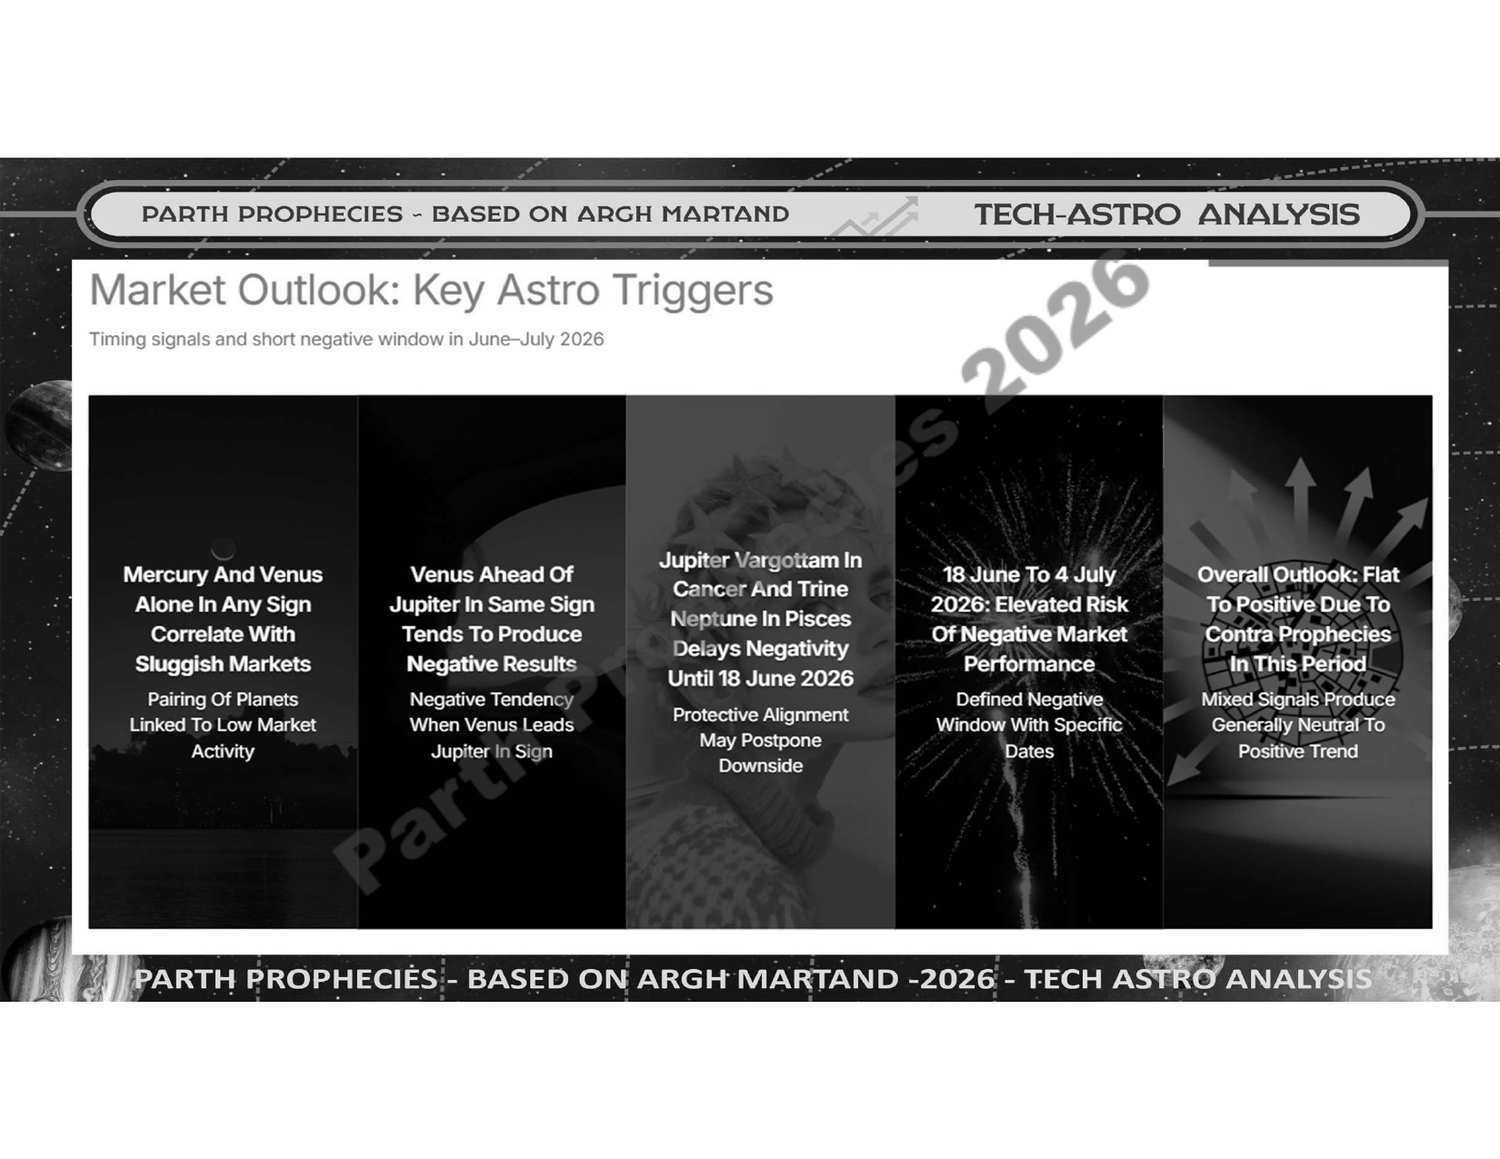 PARTH PROPHECIES ~ BASED ON ARGH MARTAND
TECH-ASTRO ANALYSIS
Market Outlook: Key Astro Triggers
Timing signals and short negative window in June–July 2026
Mercury And Venus
Alone In Any Sign
Correlate With
Sluggish Markets
Pairing Of Planets
Linked To Low Market
Activity
Venus Ahead Of
Jupiter In Same Sign
Tends To Produce
Negative Results
Negative Tendency
When Venus Leads
Jupiter In Sign
Jupiter Vargottam In
Cancer And Trine
Neptune In Pisces
Delays Negativity
Until 18 June 2026
Protective Alignment
May Postpone
Downside
18 June To 4 July
2026: Elevated Risk
Of Negative Market
Performance
Defined Negative
Window With Specific
Dates
Overall Outlook: Flat
To Positive Due To
Contra Prophecies
In This Period
Mixed Signals Produce
Generally Neutral To
Positive Trend
Parth Prophecies 2026
PARTH PROPHECIES - BASED ON ARGH MARTAND -2026 - TECH ASTRO ANALYSIS